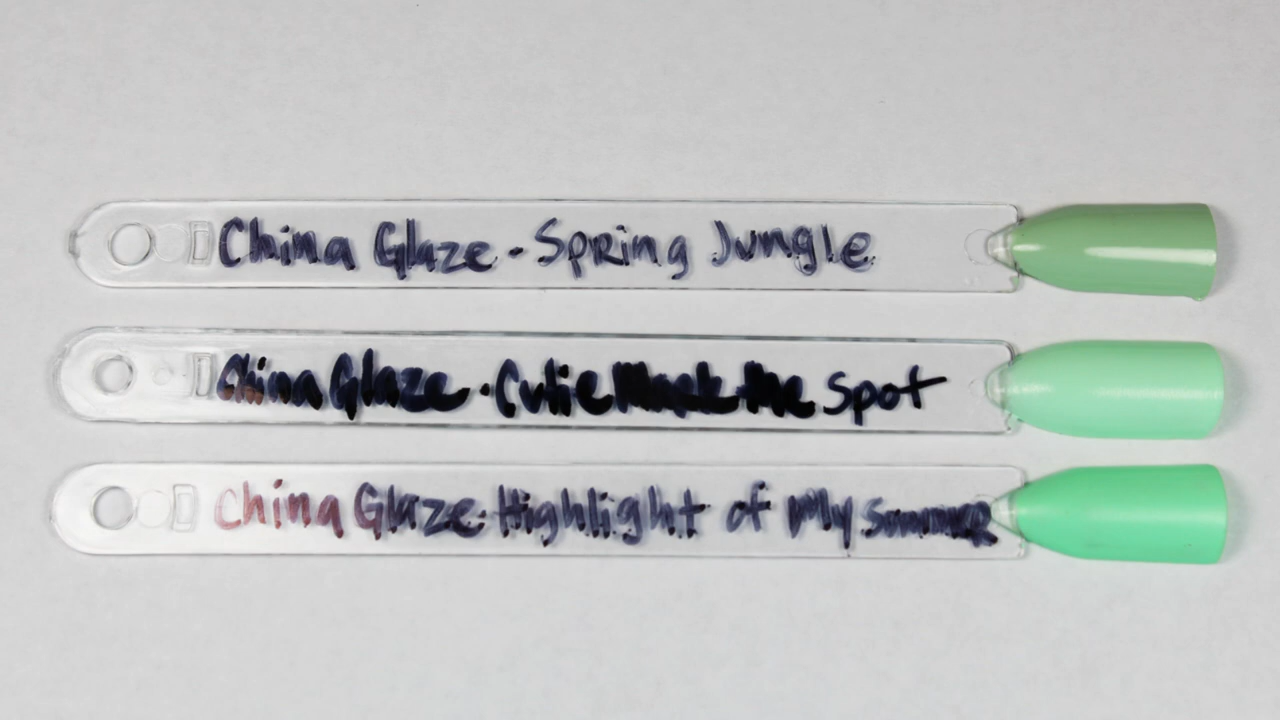 China Glaze - Spring Jungle
China Glaze - Cutie Mark the Spot
China Glaze - Highlight of My Summer